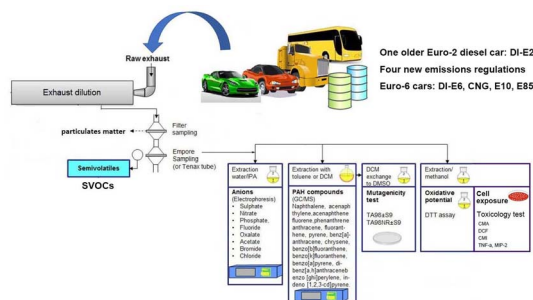 Raw exhaust
One older Euro-2 diesel car: DI-E2
Four new emissions regulations
Euro-6 cars: DI-E6, CNG, E10, E85
Exhaust dilution
particulates matter
Filter
sampling
Empore
Sampling
(or Tenax tube)
Semivolatiles
SVOCs
Extraction
water/IPA
Anions
(Electrophoresis)
• Sulphate
• Nitrate
• Phosphate,
• Fluoride
• Oxalate
• Acetate
• Bromate
• Chloride
Extraction with
toluene or DCM
PAH compounds
(GC/MS)
Naphthalene, acenapt
thylene,acenapthene
fluorene,phenanthrene
anthracene, fluorant-
hene, pyrene, benz[a]-
anthracene, chrysene,
benzo[b]fluoranthene,
benzo[k]fluoranthene,
benzo[a]pyrene, di-
benz[a,h]anthraceneb
enzo [ghi]perylene, in-
deno [1,2,3-cd]pyrene
DCM
exchange
to DMSO
Mutagenicity
test
TA98±S9
TA98NR±S9
Extraction/
methanol
Oxidative
potential
DTT assay
Cell
exposure
Toxicology test
CMA
DCF
CMI
TNF-a, MIP-2